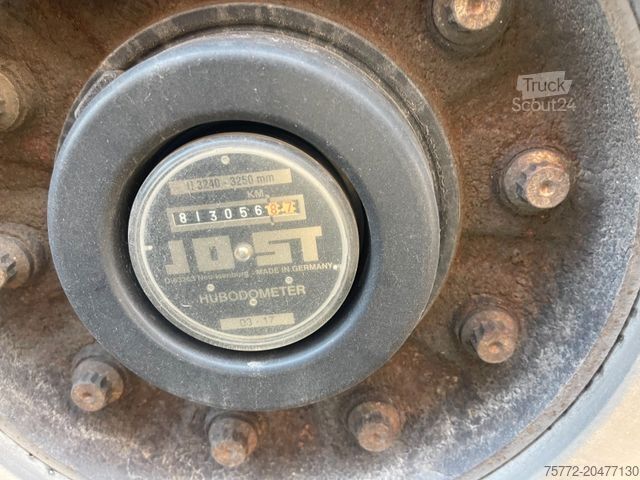 Truck
Scout24
U 3240 - 3250 mm
KM
813056 87
JOST
D-63263 Neu-Isenburg - MADE IN GERMANY
HUBODOMETER
03 - 17
75772-20477130